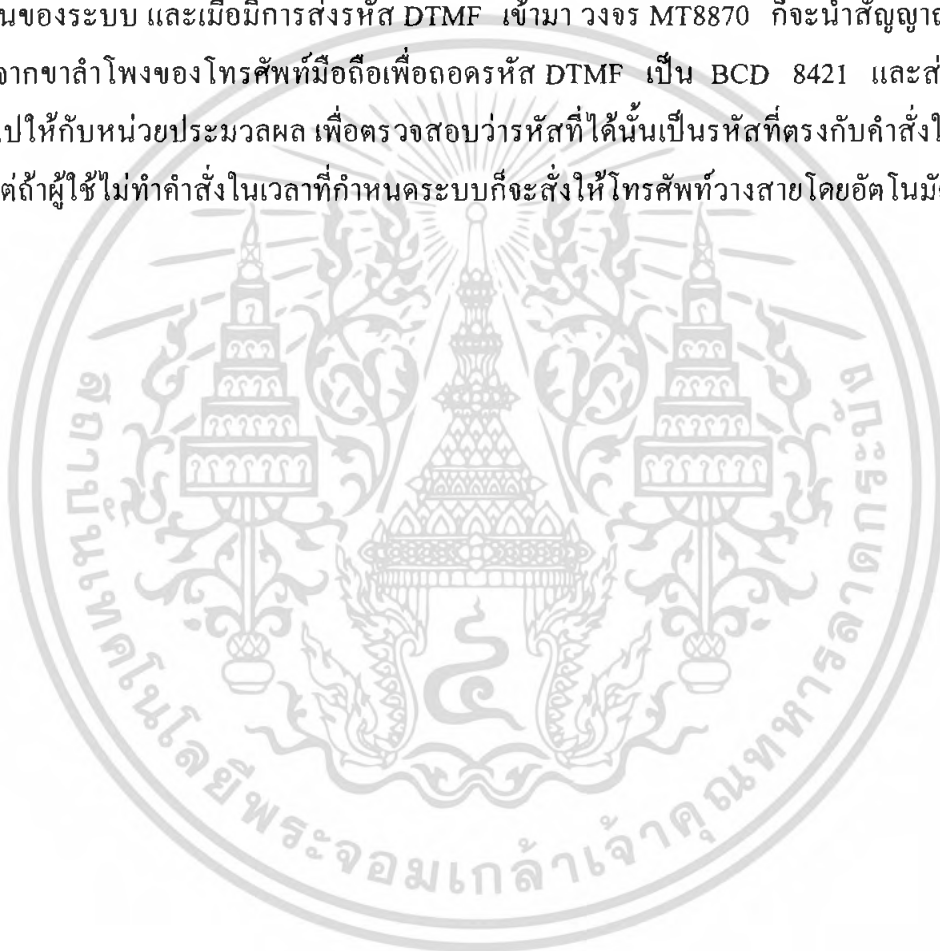 นของระบบ และเมื่อมีการส่งรหัส DTMF เข้ามา วงจร MT8870 ก็จะนำสัญญาณ
จากขาลำโพงของโทรศัพท์มือถือเพื่อถอดรหัส DTMF เป็น BCD 8421 และส่
ปให้กับหน่วยประมวลผล เพื่อตรวจสอบว่ารหัสที่ได้นั้นเป็นรหัสที่ตรงกับคำสั่งใ
ต่ถ้าผู้ใช้ไม่ทำคำสั่งในเวลาที่กำหนดระบบก็จะสั่งให้โทรศัพท์วางสายโดยอัตโนมั
สถาบันเทคโนโลยีพระจอมเกล้าเจ้าคุณทหารลาดกระบัง
๔